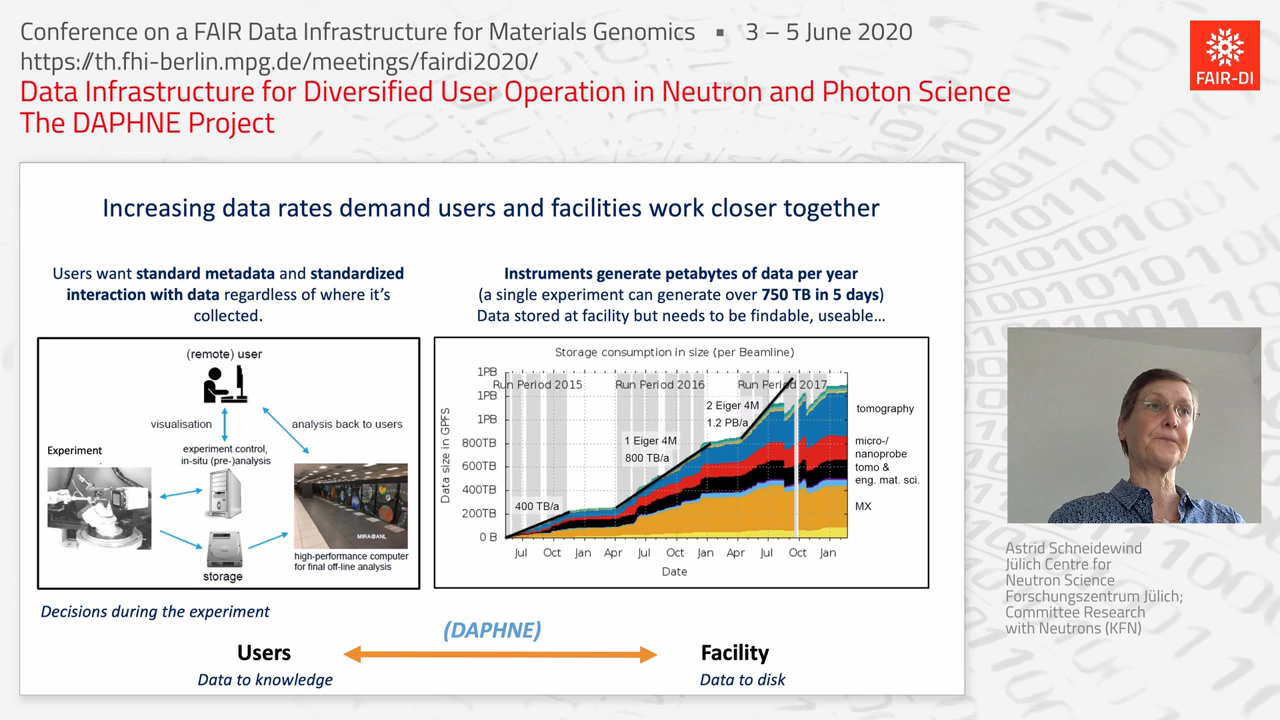 Conference on a FAIR Data Infrastructure for Materials Genomics ▪ 3 – 5 June 2020
https://th.fhi-berlin.mpg.de/meetings/fairdi2020/
Data Infrastructure for Diversified User Operation in Neutron and Photon Science
The DAPHNE Project
FAIR-DI
Increasing data rates demand users and facilities work closer together
Users want standard metadata and standardized
interaction with data regardless of where it's
collected.
Instruments generate petabytes of data per year
(a single experiment can generate over 750 TB in 5 days)
Data stored at facility but needs to be findable, useable...
(remote) user
visualisation
analysis back to users
Experiment
experiment control,
in-situ (pre-)analysis
MIRA@ANL
high-performance computer
for final off-line analysis
storage
Storage consumption in size (per Beamline)
Data size in GPFS
1PB
1PB
1PB
800TB
600TB
400TB
200TB
0 B
Run Period 2015
Run Period 2016
Run Period 2017
2 Eiger 4M
1.2 PB/a
1 Eiger 4M
800 TB/a
400 TB/a
tomography
micro-/
nanoprobe
tomo &
eng. mat. sci.
MX
Jul Oct Jan Apr Jul Oct Jan Apr Jul Oct Jan
Date
Decisions during the experiment
(DAPHNE)
Users
Facility
Data to knowledge
Data to disk
Astrid Schneidewind
Jülich Centre for
Neutron Science
Forschungszentrum Jülich;
Committee Research
with Neutrons (KFN)